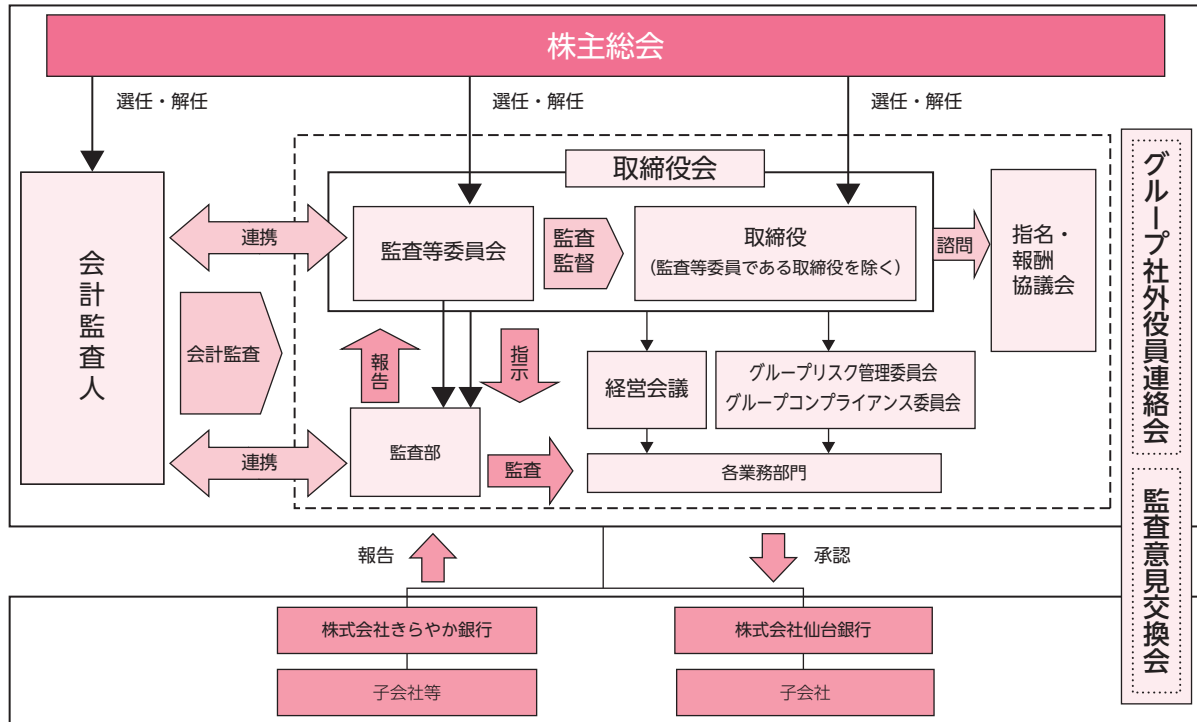 株主総会
選任・解任
選任・解任
選任・解任
会計監査人
連携
会計監査
連携
取締役会
監査等委員会
監査
監督
取締役
（監査等委員である取締役を除く）
諮問
指名・
報酬
協議会
報告
指示
経営会議
グループリスク管理委員会
グループコンプライアンス委員会
監査部
監査
各業務部門
グループ社外役員連絡会
監査意見交換会
報告
承認
株式会社きらやか銀行
株式会社仙台銀行
子会社等
子会社